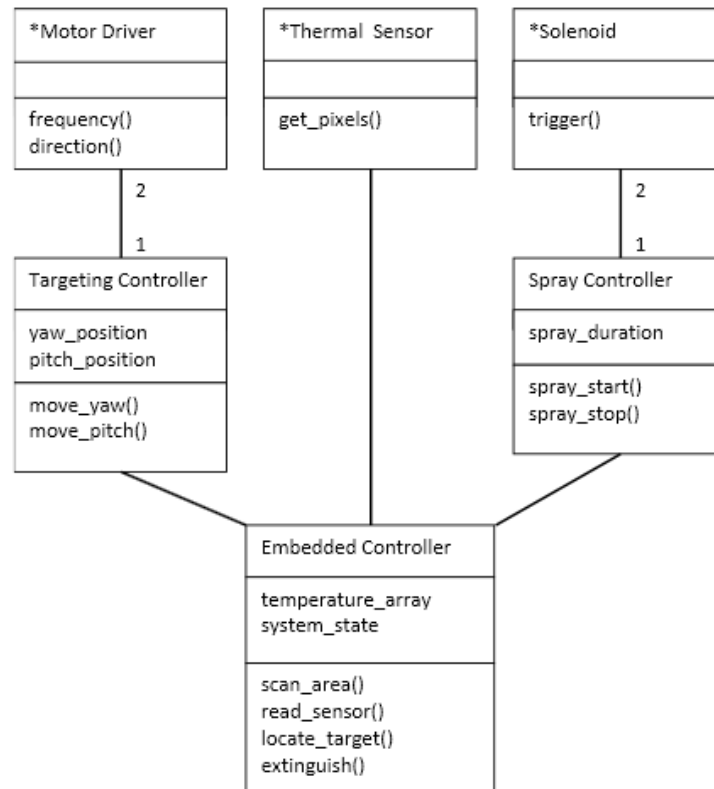 *Motor Driver
frequency()
direction()
*Thermal Sensor
get_pixels()
*Solenoid
trigger()
2
1
2
1
Targeting Controller
yaw_position
pitch_position
move_yaw()
move_pitch()
Spray Controller
spray_duration
spray_start()
spray_stop()
Embedded Controller
temperature_array
system_state
scan_area()
read_sensor()
locate_target()
extinguish()